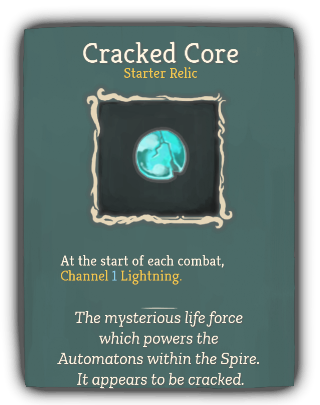 Cracked Core
Starter Relic
At the start of each combat,
Channel 1 Lightning.
The mysterious life force
which powers the
Automatons within the Spire.
It appears to be cracked.